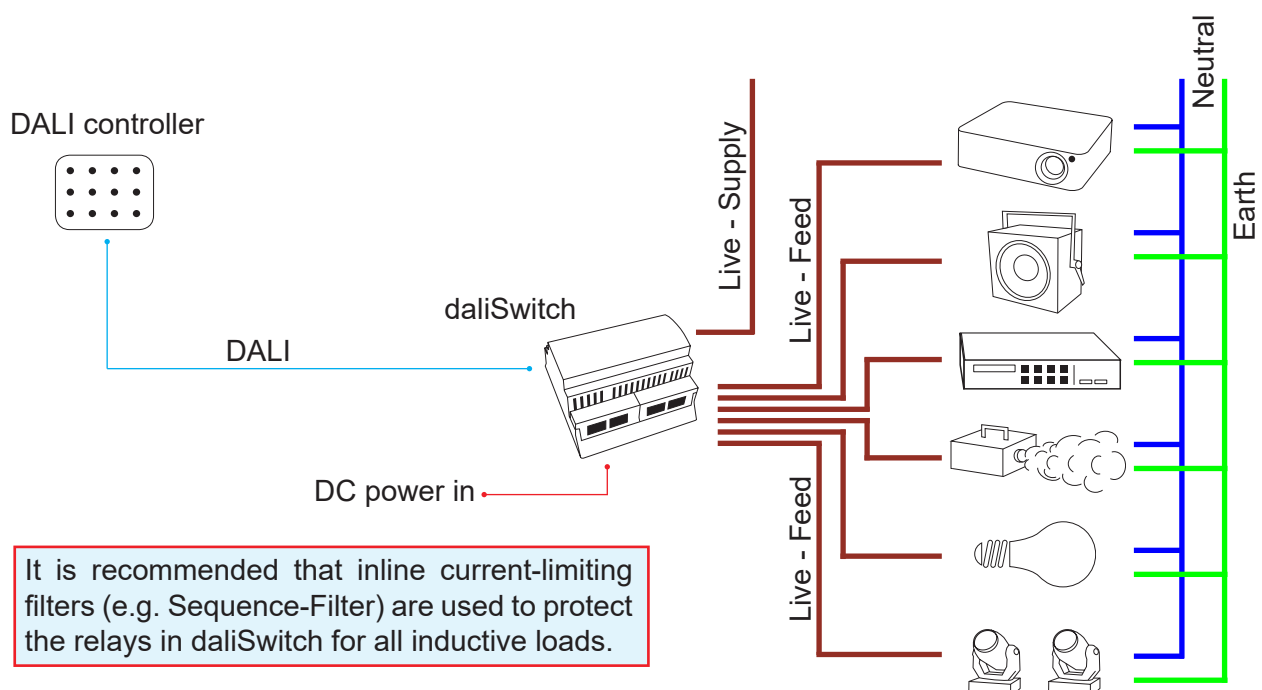 Neutral
DALI controller
Live - Supply
Live - Feed
Earth
daliSwitch
DALI
DC power in
Live - Feed
It is recommended that inline current-limiting
filters (e.g. Sequence-Filter) are used to protect
the relays in daliSwitch for all inductive loads.